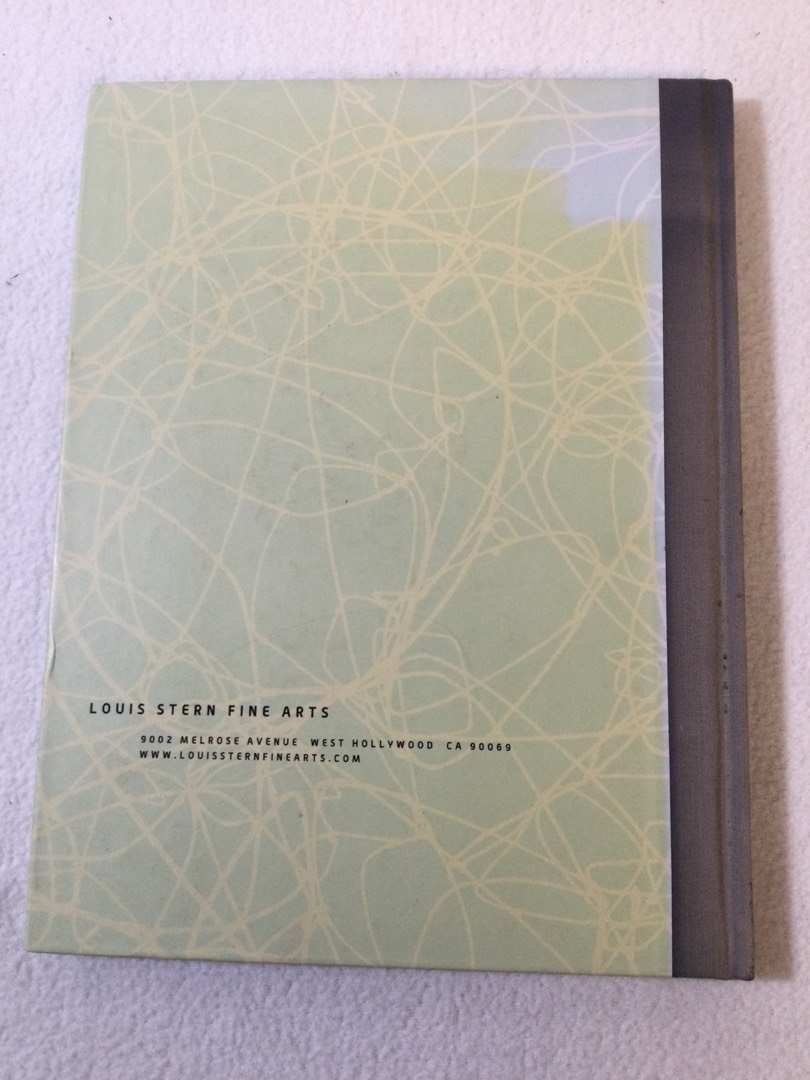 LOUIS STERN FINE ARTS
9002 MELROSE AVENUE WEST HOLLYWOOD CA 90069
WWW.LOUISSTERNFINEARTS.COM